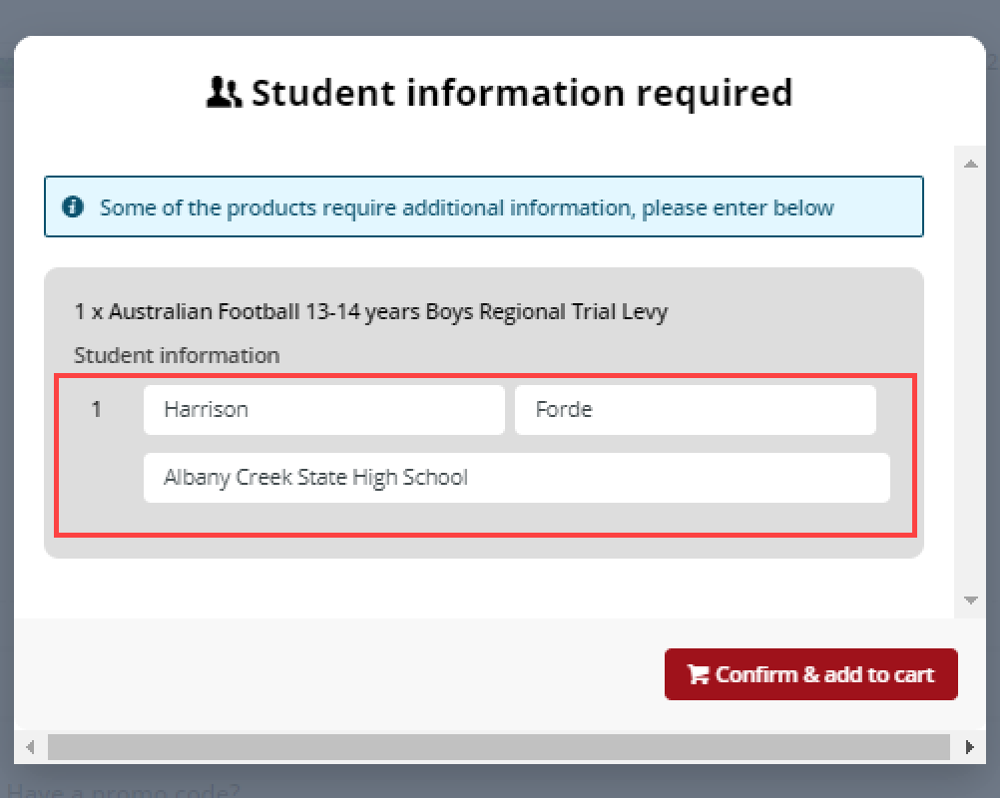 Student information required
Some of the products require additional information, please enter below
1 x Australian Football 13-14 years Boys Regional Trial Levy
Student information
1 Harrison Forde
Albany Creek State High School
Confirm & add to cart
Have a promo code?